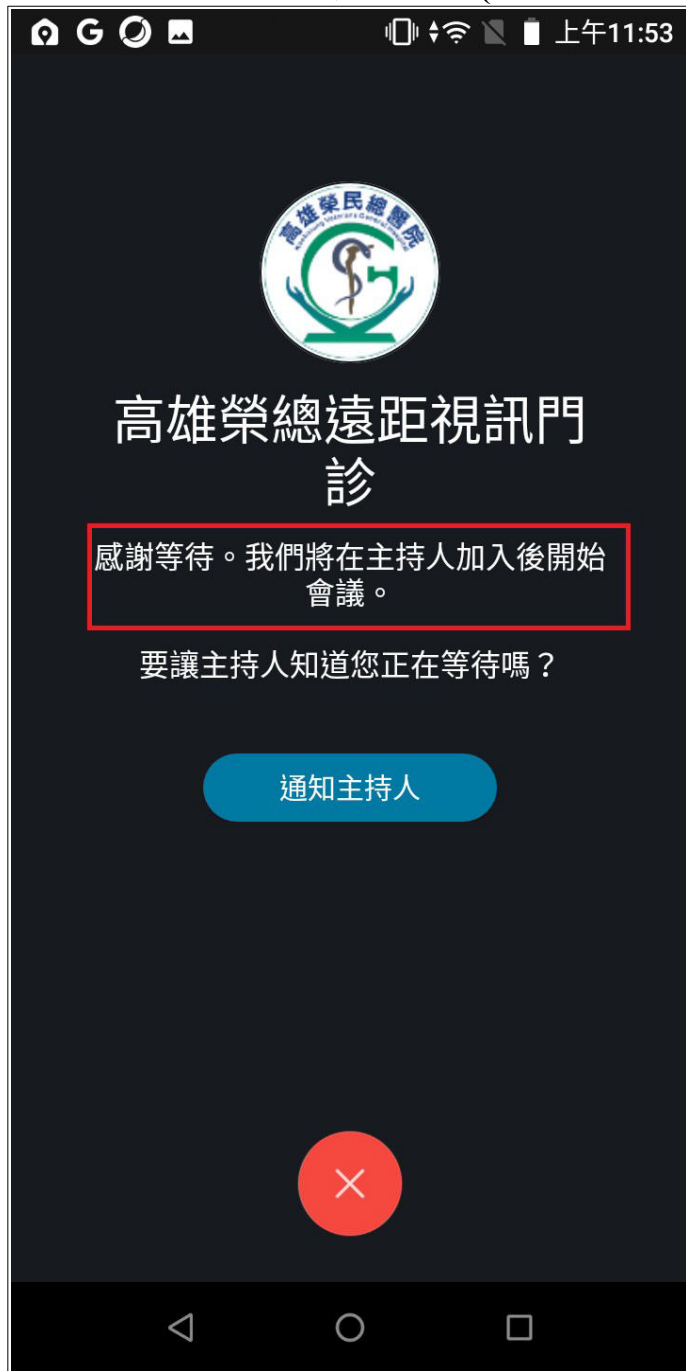 上午11:53
高雄榮民總醫院
高雄榮總遠距視訊門
診
感謝等待。我們將在主持人加入後開始
會議。
要讓主持人知道您正在等待嗎？
通知主持人